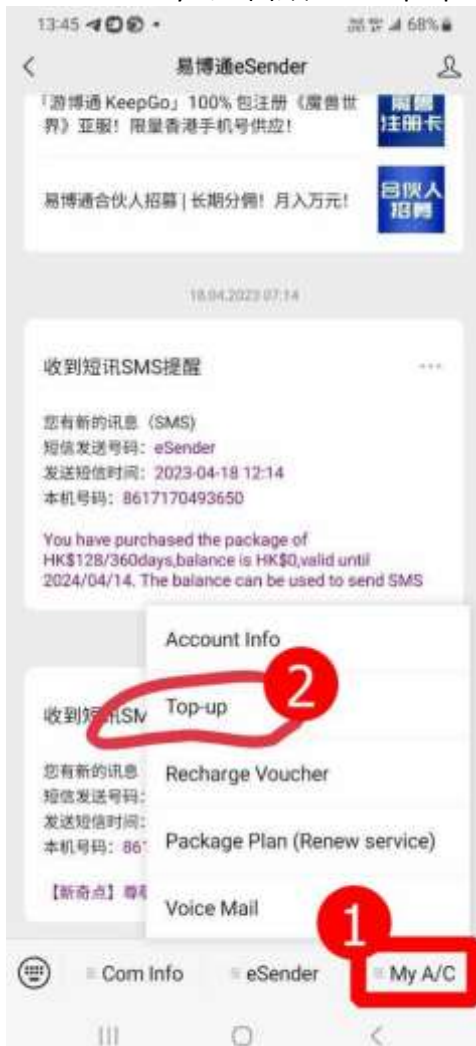 13:45
68%
易博通eSender
「游博通 KeepGo」100% 包注册《魔兽世
界》亚服！限量香港手机号供应！
魔兽
注册卡
易博通合伙人招募 | 长期分佣！月入万元！
合伙人
招募
18.04.2023 07:14
收到短讯SMS提醒
您有新的讯息（SMS)
短信发送号码：eSender
发送短信时间：2023-04-18 12:14
本机号码：8617170493650
You have purchased the package of
HK$128/360days,balance is HK$0,valid until
2024/04/14. The balance can be used to send SMS
Account Info
2
收到短讯SM
Top-up
您有新的讯息
Recharge Voucher
短信发送号码：
发送短信时间：
本机号码：861
Package Plan (Renew service)
【新奇点】尊敬
Voice Mail
1
Com Info
eSender
My A/C